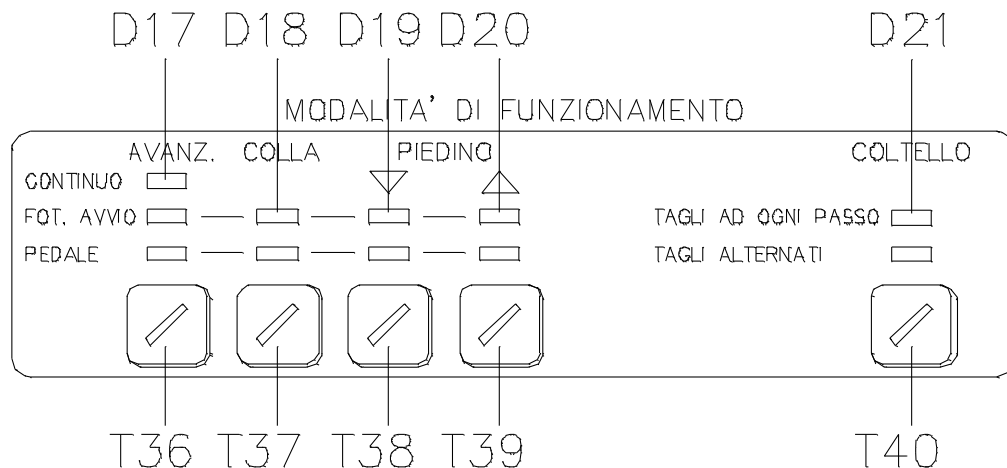 D17 D18 D19 D20 D21
MODALITA' DI FUNZIONAMENTO
AVANZ. COLLA PIEDINO COLTELLO
CONTINUO
FOT. AVVIO TAGLI AD OGNI PASSO
PEDALE TAGLI ALTERNATI
T36 T37 T38 T39 T40